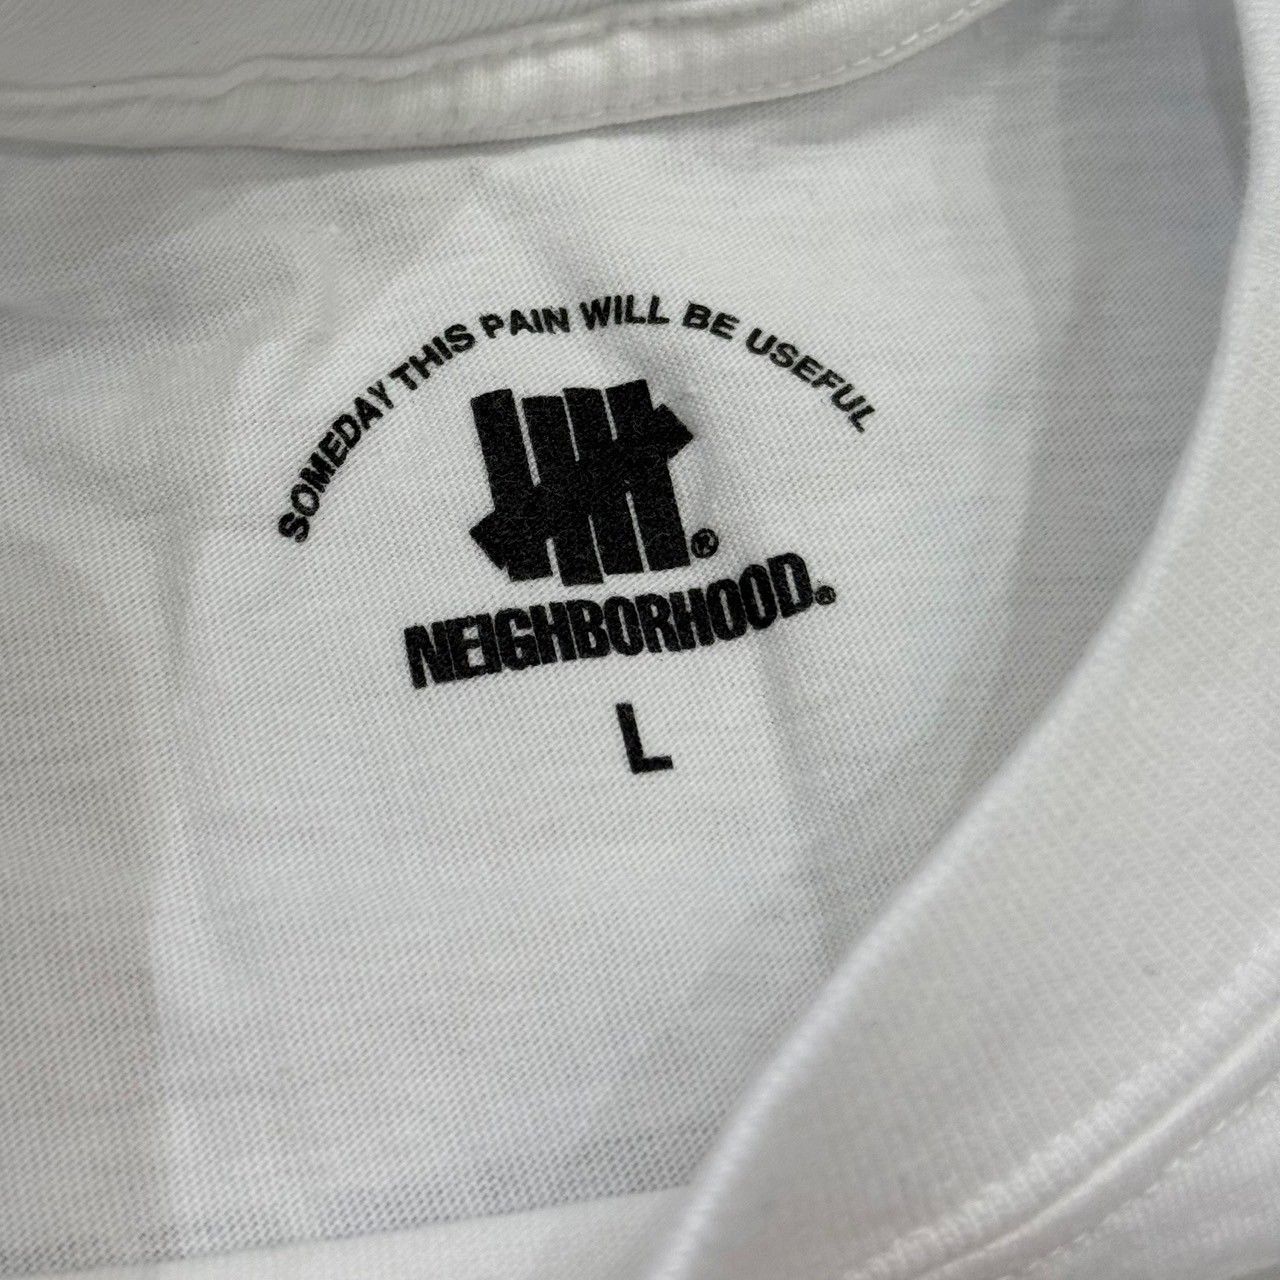 SOMEDAY THIS PAIN WILL BE USEFUL
®
NEIGHBORHOOD®
L